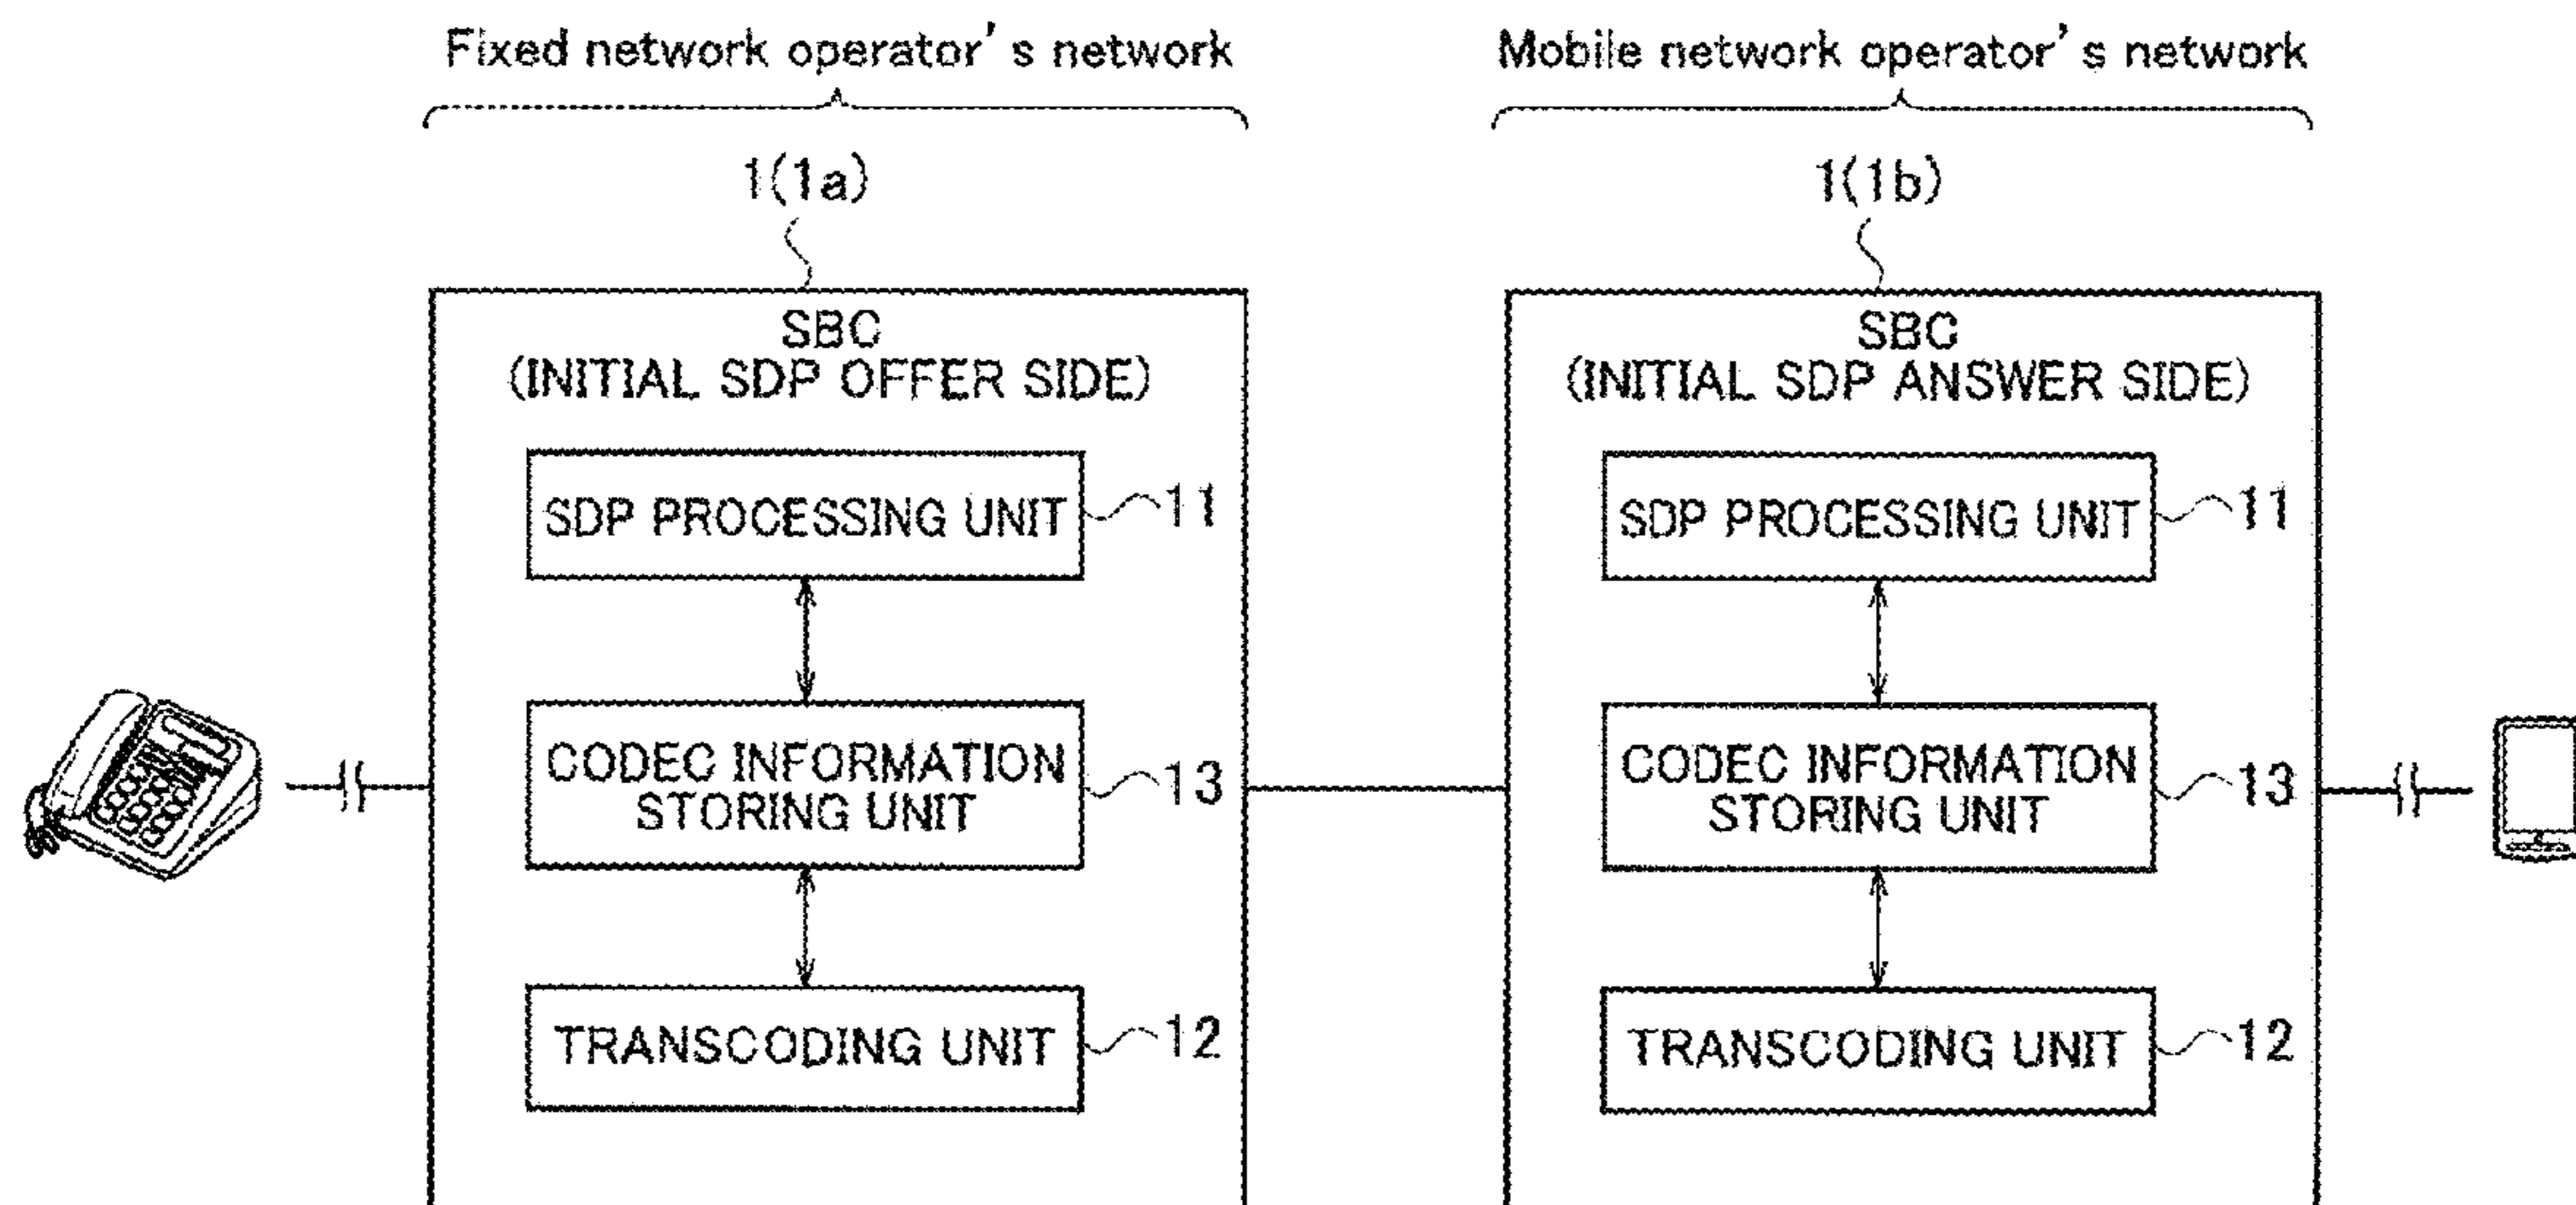 Fixed network operator's network
1(1a)
SBC
(INITIAL SDP OFFER SIDE)
SDP PROCESSING UNIT
11
CODEC INFORMATION
STORING UNIT
13
TRANSCODING UNIT
12
Mobile network operator's network
1(1b)
SBC
(INITIAL SDP ANSWER SIDE)
SDP PROCESSING UNIT
11
CODEC INFORMATION
STORING UNIT
13
TRANSCODING UNIT
12